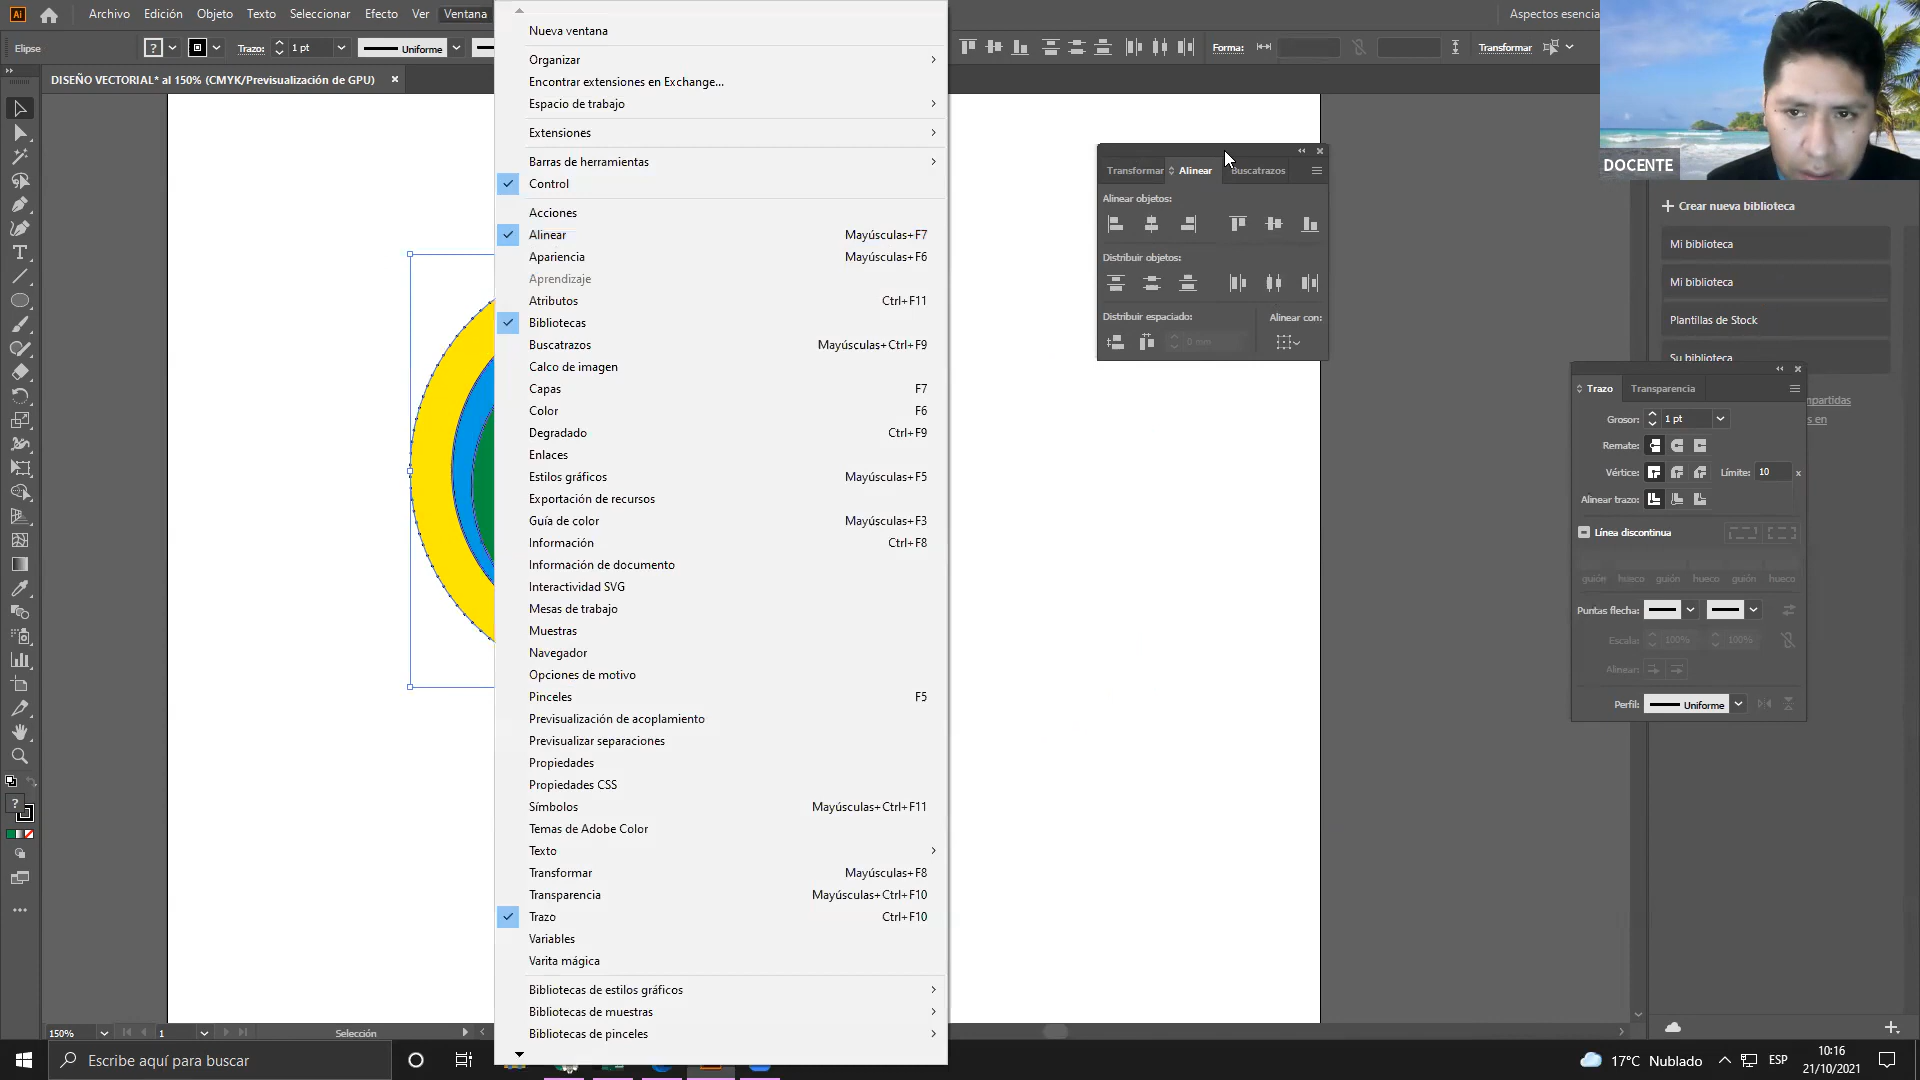 Ai
Archivo Edición Objeto Texto Seleccionar Efecto Ver Ventana
Aspectos esencia
Elipse
?
Trazo: 1 pt
Uniforme
Forma:
Transformar
DISEÑO VECTORIAL* al 150% (CMYK/Previsualización de GPU)
DOCENTE
Nueva ventana
Organizar
Encontrar extensiones en Exchange...
Espacio de trabajo
Extensiones
Barras de herramientas
Control
Acciones
Alinear Mayúsculas+F7
Apariencia Mayúsculas+F6
Aprendizaje
Atributos Ctrl+F11
Bibliotecas
Buscatrazos Mayúsculas+Ctrl+F9
Calco de imagen
Capas F7
Color F6
Degradado Ctrl+F9
Enlaces
Estilos gráficos Mayúsculas+F5
Exportación de recursos
Guía de color Mayúsculas+F3
Información Ctrl+F8
Información de documento
Interactividad SVG
Mesas de trabajo
Muestras
Navegador
Opciones de motivo
Pinceles F5
Previsualización de acoplamiento
Previsualizar separaciones
Propiedades
Propiedades CSS
Símbolos Mayúsculas+Ctrl+F11
Temas de Adobe Color
Texto
Transformar Mayúsculas+F8
Transparencia Mayúsculas+Ctrl+F10
Trazo Ctrl+F10
Variables
Varita mágica
Bibliotecas de estilos gráficos
Bibliotecas de muestras
Bibliotecas de pinceles
Transformar Alinear Buscatrazos
Alinear objetos:
Distribuir objetos:
Distribuir espaciado: Alinear con:
0 mm
Crear nueva biblioteca
Mi biblioteca
Mi biblioteca
Plantillas de Stock
Su biblioteca
mpartidas
s en
Trazo Transparencia
Grosor: 1 pt
Remate:
Vértice: Límite: 10 x
Alinear trazo:
Línea discontinua
guión hueco guión hueco guión hueco
Puntas flecha:
Escala: 100% 100%
Alinear:
Perfil: Uniforme
?
150% 1 Selección
Escribe aquí para buscar
17°C Nublado
ESP
10:16
21/10/2021